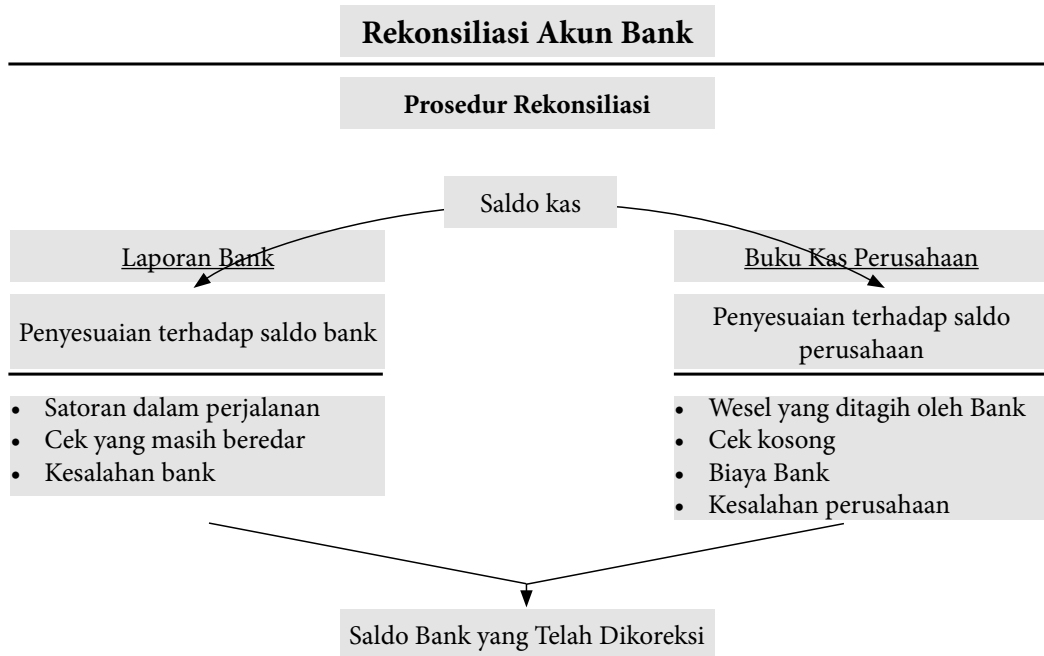 Rekonsiliasi Akun Bank
Prosedur Rekonsiliasi
Saldo kas
Laporan Bank
Penyesuaian terhadap saldo bank
• Satoran dalam perjalanan
• Cek yang masih beredar
• Kesalahan bank
Buku Kas Perusahaan
Penyesuaian terhadap saldo
perusahaan
• Wesel yang ditagih oleh Bank
• Cek kosong
• Biaya Bank
• Kesalahan perusahaan
Saldo Bank yang Telah Dikoreksi